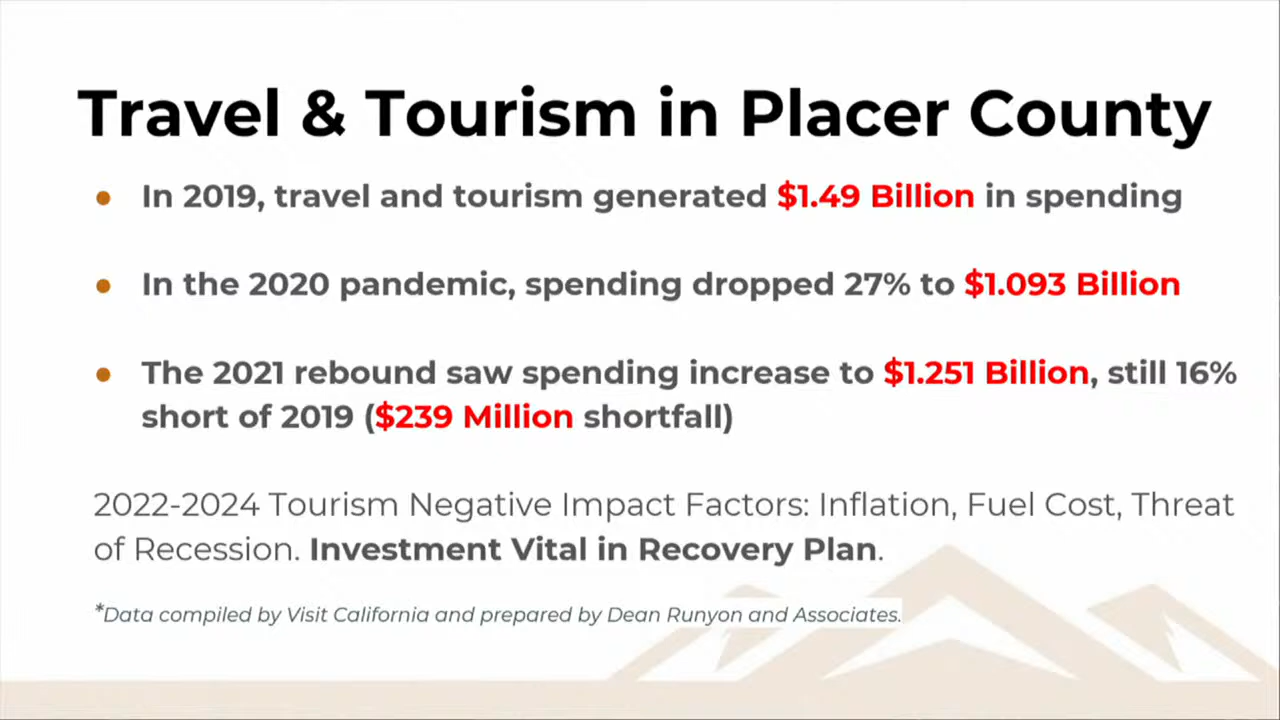 Travel & Tourism in Placer County
● In 2019, travel and tourism generated $1.49 Billion in spending
● In the 2020 pandemic, spending dropped 27% to $1.093 Billion
● The 2021 rebound saw spending increase to $1.251 Billion, still 16%
short of 2019 ($239 Million shortfall)
2022-2024 Tourism Negative Impact Factors: Inflation, Fuel Cost, Threat
of Recession. Investment Vital in Recovery Plan.
*Data compiled by Visit California and prepared by Dean Runyon and Associates.